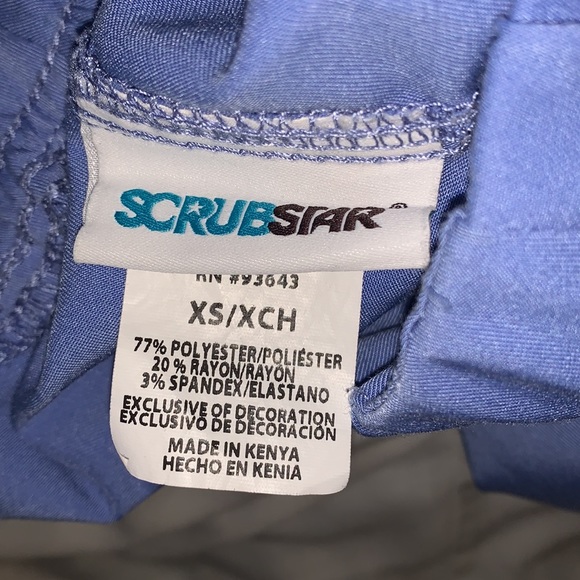 SCRUBSTAR®
RN #93643
XS/XCH
77% POLYESTER/POLIÉSTER
20% RAYON/RAYÓN
3% SPANDEX/ELASTANO
EXCLUSIVE OF DECORATION
EXCLUSIVO DE DECORACIÓN
MADE IN KENYA
HECHO EN KENIA